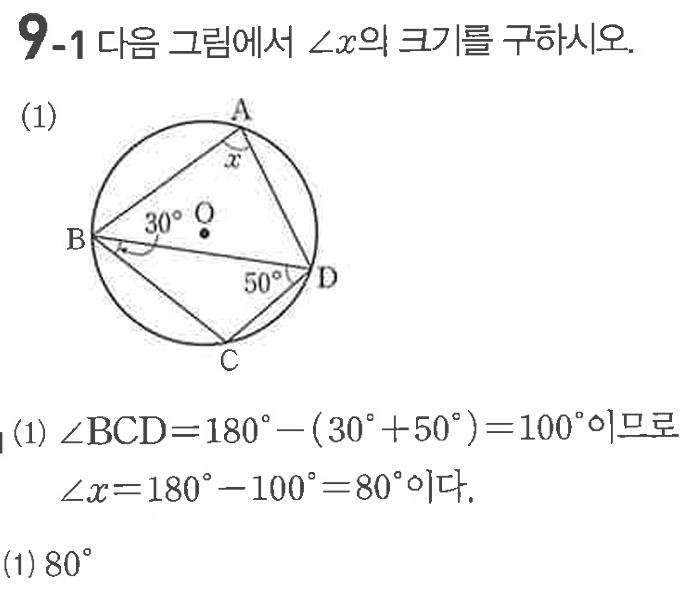 9-1 다음 그림에서 ∠x의 크기를 구하시오.
(1)
A
x
30° O
B
50° D
C
(1) ∠BCD=180°-(30°+50°)=100°이므로
∠x=180°-100°=80°이다.
(1) 80°